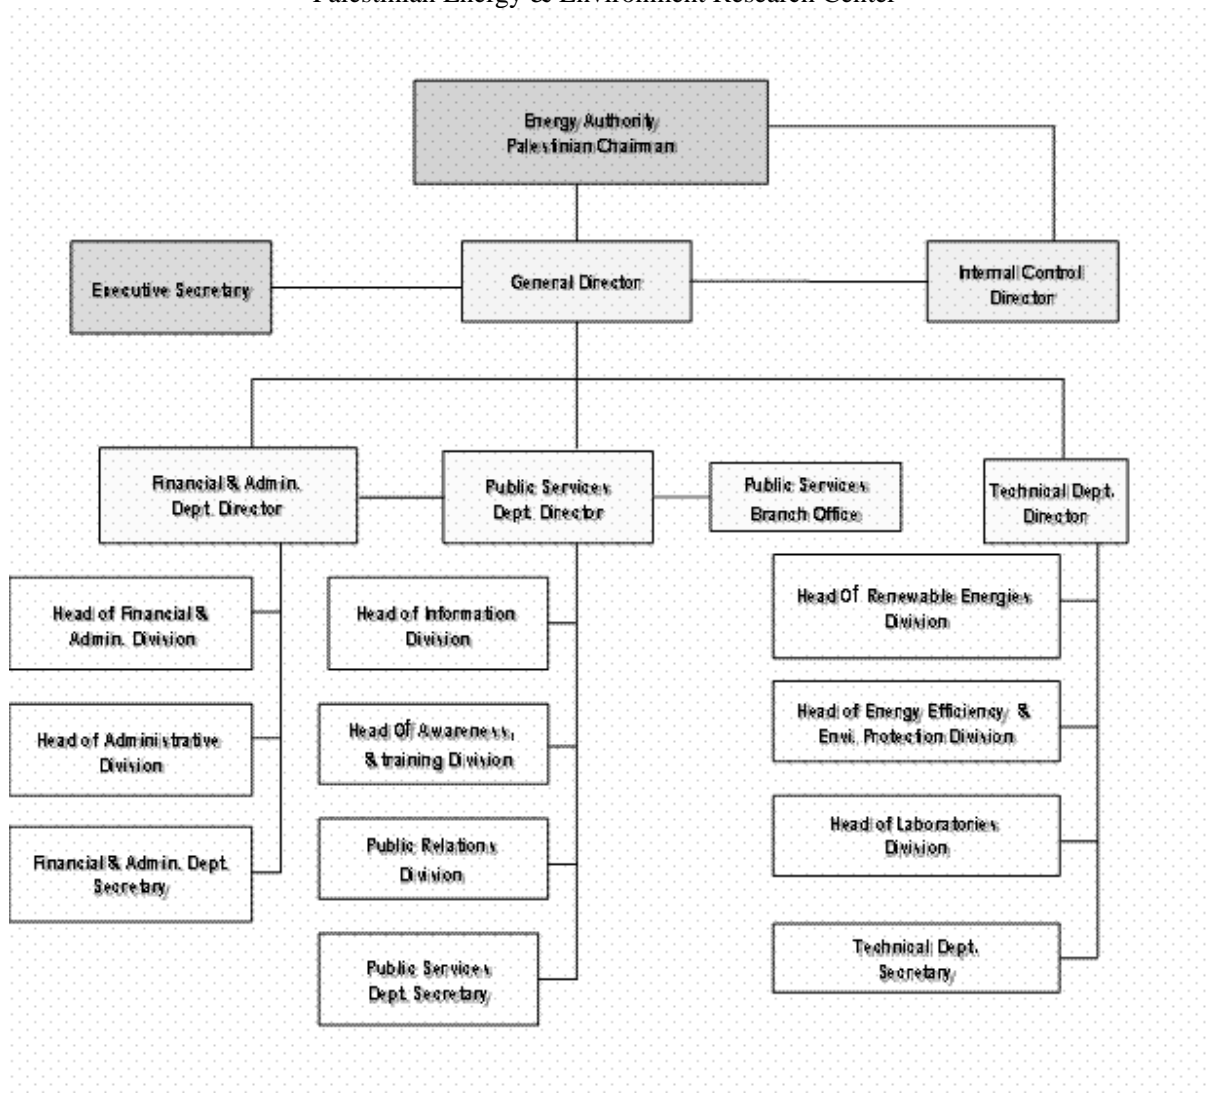 Palestinian Energy & Environment Research Center
Energy Authority
Palestinian Chairman
Executive Secretary
General Director
Internal Control
Director
Financial & Admin.
Dept. Director
Public Services
Dept. Director
Public Services
Branch Office
Technical Dept.
Director
Head of Financial &
Admin. Division
Head of Administrative
Division
Financial & Admin. Dept.
Secretary
Head of Information
Division
Head Of Awareness,
& training Division
Public Relations
Division
Public Services
Dept. Secretary
Head Of Renewable Energies
Division
Head of Energy Efficiency &
Envi. Protection Division
Head of Laboratories
Division
Technical Dept.
Secretary